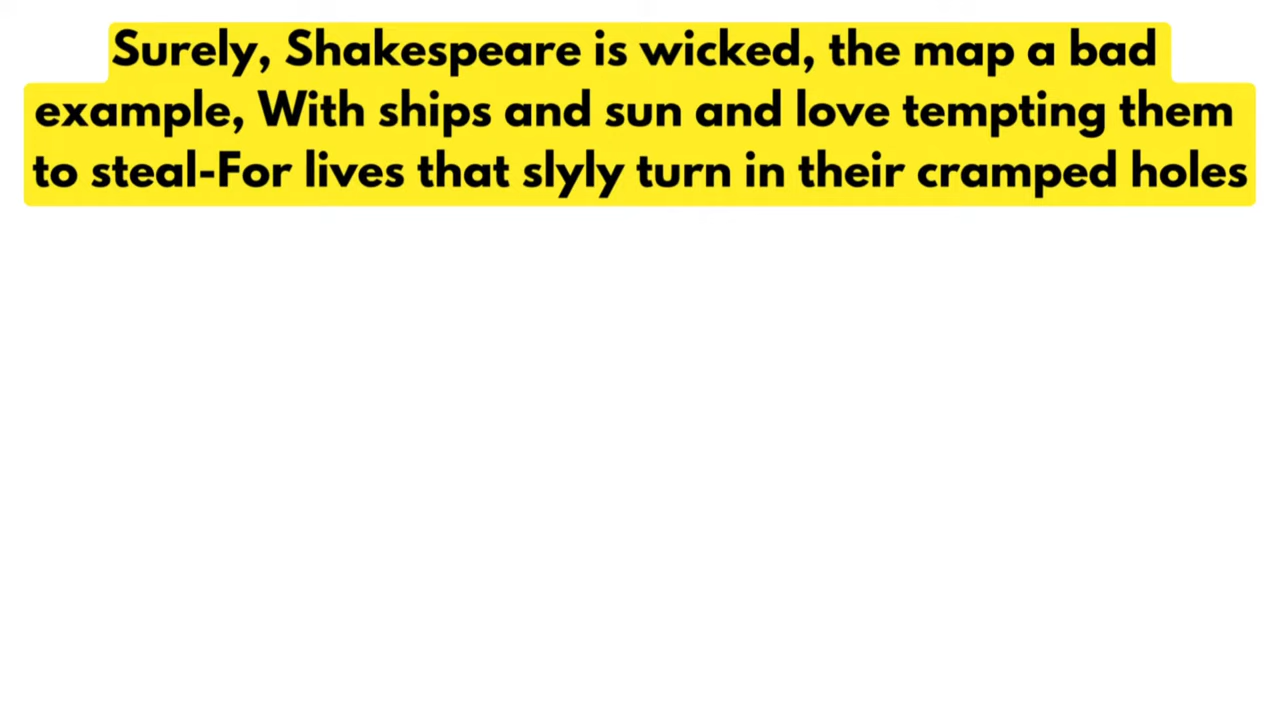 Surely, Shakespeare is wicked, the map a bad
example, With ships and sun and love tempting them
to steal-For lives that slyly turn in their cramped holes